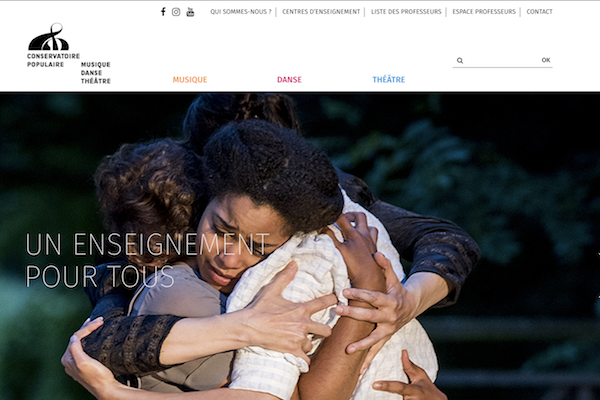 QUI SOMMES-NOUS ? | CENTRES D'ENSEIGNEMENT | LISTE DES PROFESSEURS | ESPACE PROFESSEURS | CONTACT
CONSERVATOIRE
POPULAIRE
MUSIQUE
DANSE
THÉÂTRE
OK
MUSIQUE DANSE THÉÂTRE
UN ENSEIGNEMENT
POUR TOUS